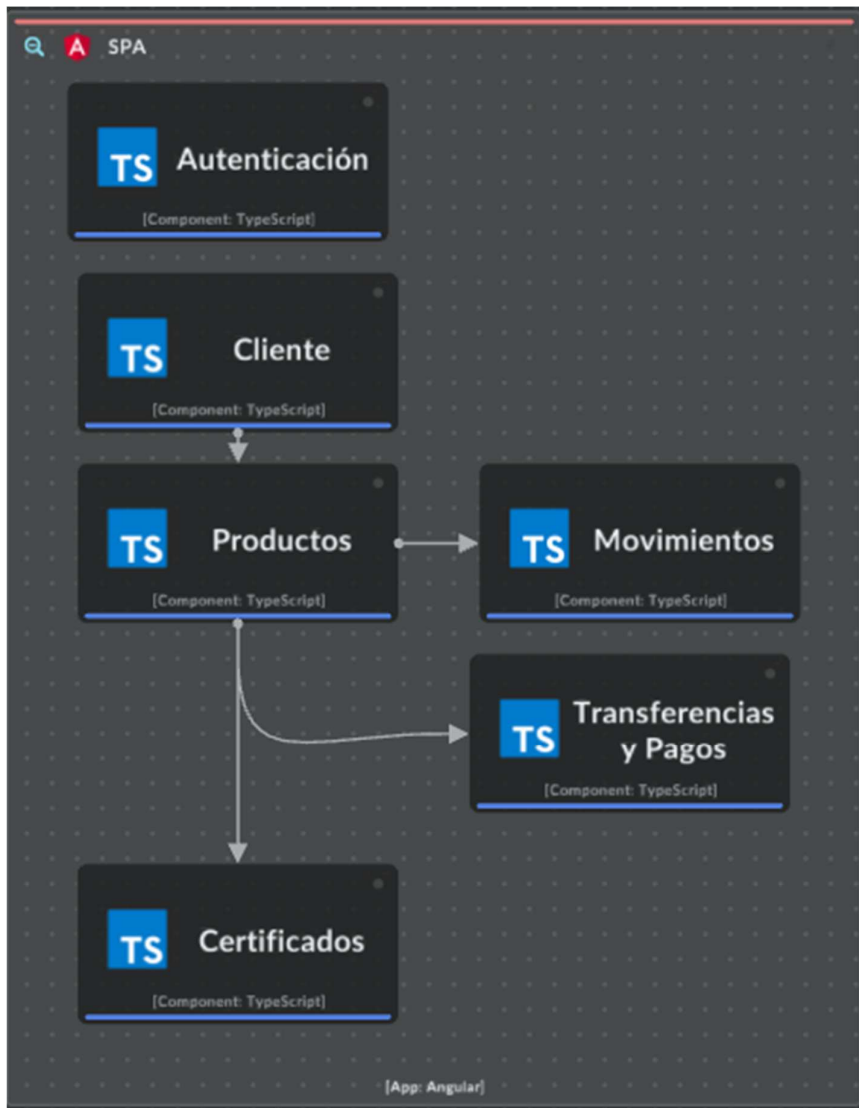 SPA
TS
Autenticación
[Component: TypeScript]
TS
Cliente
[Component: TypeScript]
TS
Productos
[Component: TypeScript]
TS
Movimientos
[Component: TypeScript]
TS
Transferencias
y Pagos
[Component: TypeScript]
TS
Certificados
[Component: TypeScript]
[App: Angular]